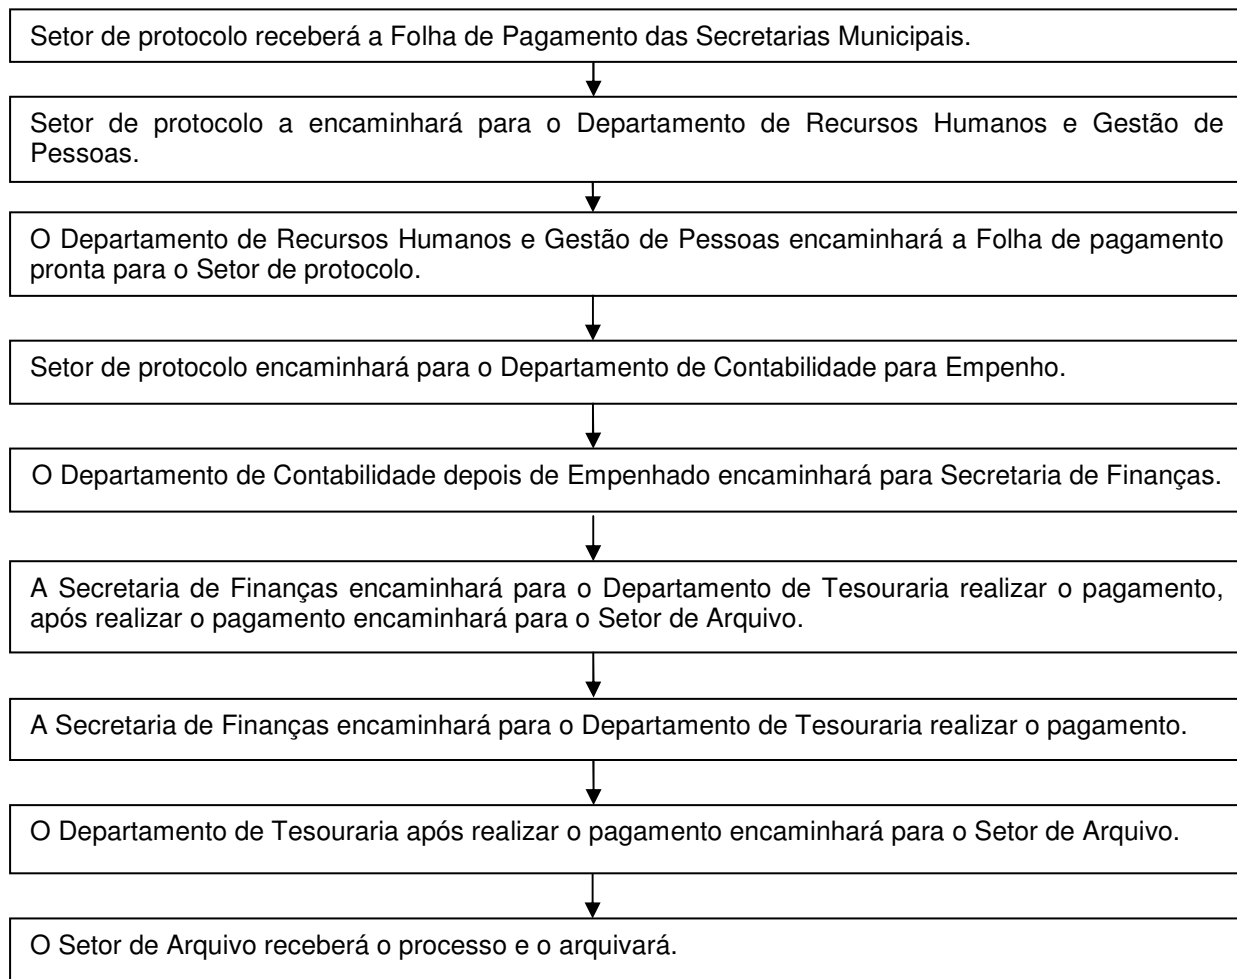 Setor de protocolo receberá a Folha de Pagamento das Secretarias Municipais.
Setor de protocolo a encaminhará para o Departamento de Recursos Humanos e Gestão de
Pessoas.
O Departamento de Recursos Humanos e Gestão de Pessoas encaminhará a Folha de pagamento
pronta para o Setor de protocolo.
Setor de protocolo encaminhará para o Departamento de Contabilidade para Empenho.
O Departamento de Contabilidade depois de Empenhado encaminhará para Secretaria de Finanças.
A Secretaria de Finanças encaminhará para o Departamento de Tesouraria realizar o pagamento,
após realizar o pagamento encaminhará para o Setor de Arquivo.
A Secretaria de Finanças encaminhará para o Departamento de Tesouraria realizar o pagamento.
O Departamento de Tesouraria após realizar o pagamento encaminhará para o Setor de Arquivo.
O Setor de Arquivo receberá o processo e o arquivará.